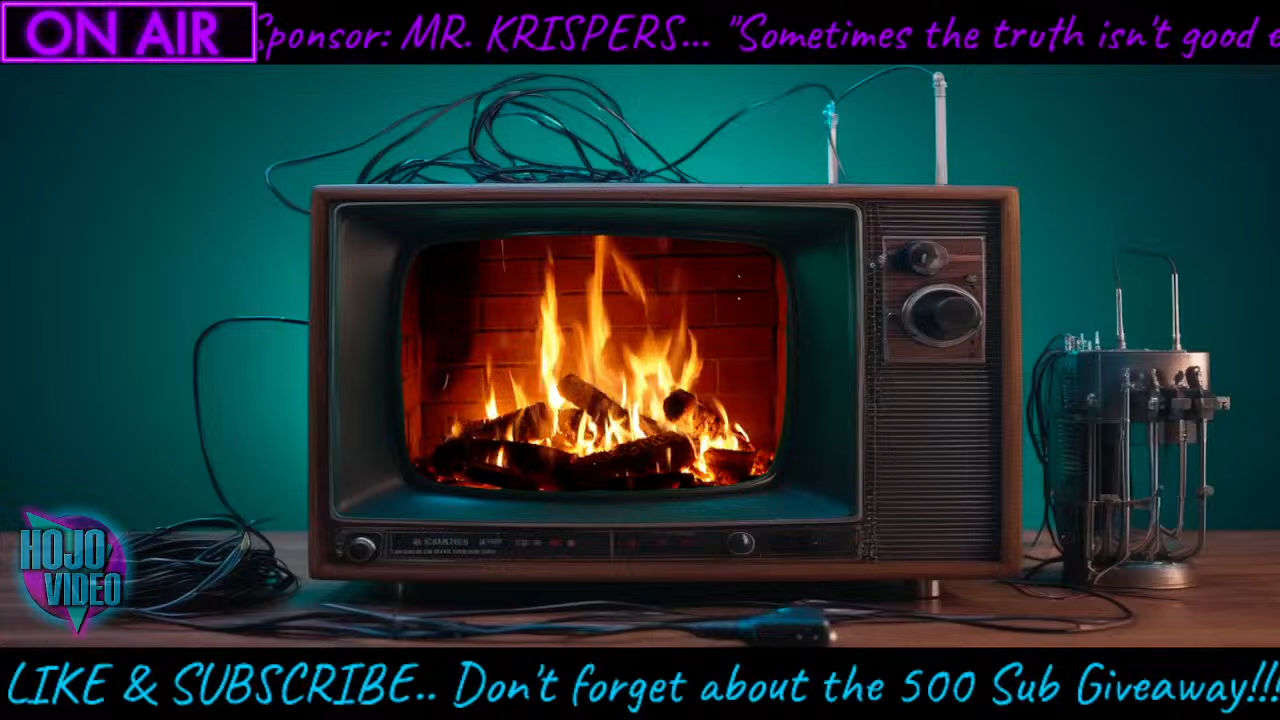 ON AIR
Sponsor: MR. KRISPERS... "Sometimes the truth isn't good
HOJO
VIDEO
LIKE & SUBSCRIBE.. Don't forget about the 500 Sub Giveaway!!!